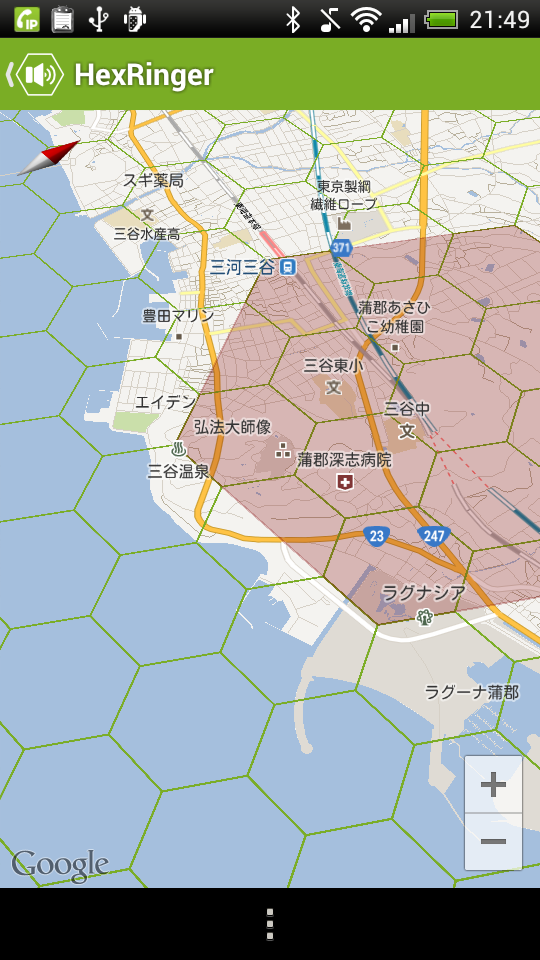 IP
21:49
HexRinger
スギ薬局
東京製綱
繊維ロープ
三谷水産高
371
三河三谷
豊田マリン
蒲郡あさひ
こ幼稚園
三谷東小
エイデン
三谷中
弘法大師像
蒲郡深志病院
三谷温泉
23
247
ラグナシア
ラグーナ蒲郡
+
−
Google